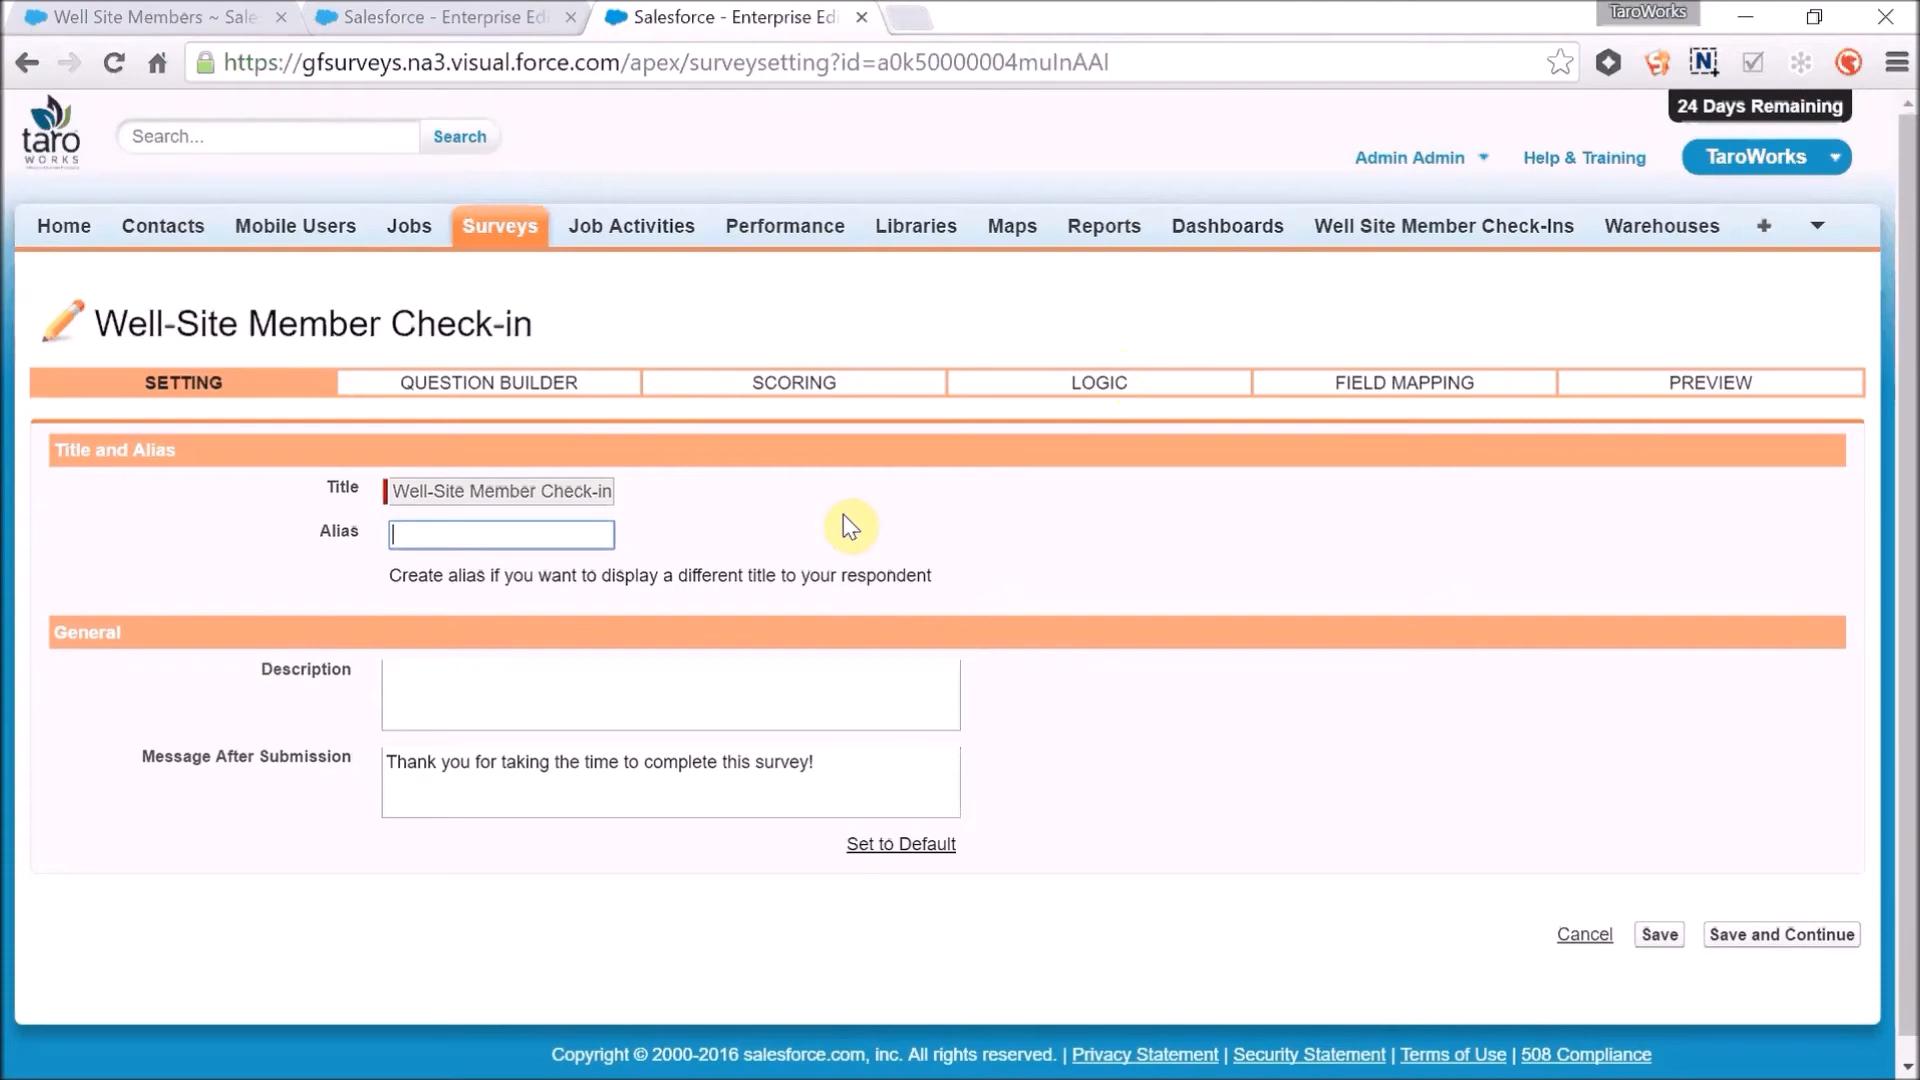 Well Site Members ~ Sale
Salesforce - Enterprise Edi
Salesforce - Enterprise Edi
TaroWorks
https://gfsurveys.na3.visual.force.com/apex/surveysetting?id=a0k50000004muInAAI
N
taro
WORKS
Search...
Search
24 Days Remaining
Admin Admin
Help & Training
TaroWorks
Home
Contacts
Mobile Users
Jobs
Surveys
Job Activities
Performance
Libraries
Maps
Reports
Dashboards
Well Site Member Check-Ins
Warehouses
Well-Site Member Check-in
SETTING
QUESTION BUILDER
SCORING
LOGIC
FIELD MAPPING
PREVIEW
Title and Alias
Title
Well-Site Member Check-in
Alias
Create alias if you want to display a different title to your respondent
General
Description
Message After Submission
Thank you for taking the time to complete this survey!
Set to Default
Cancel
Save
Save and Continue
Copyright © 2000-2016 salesforce.com, inc. All rights reserved. | Privacy Statement | Security Statement | Terms of Use | 508 Compliance